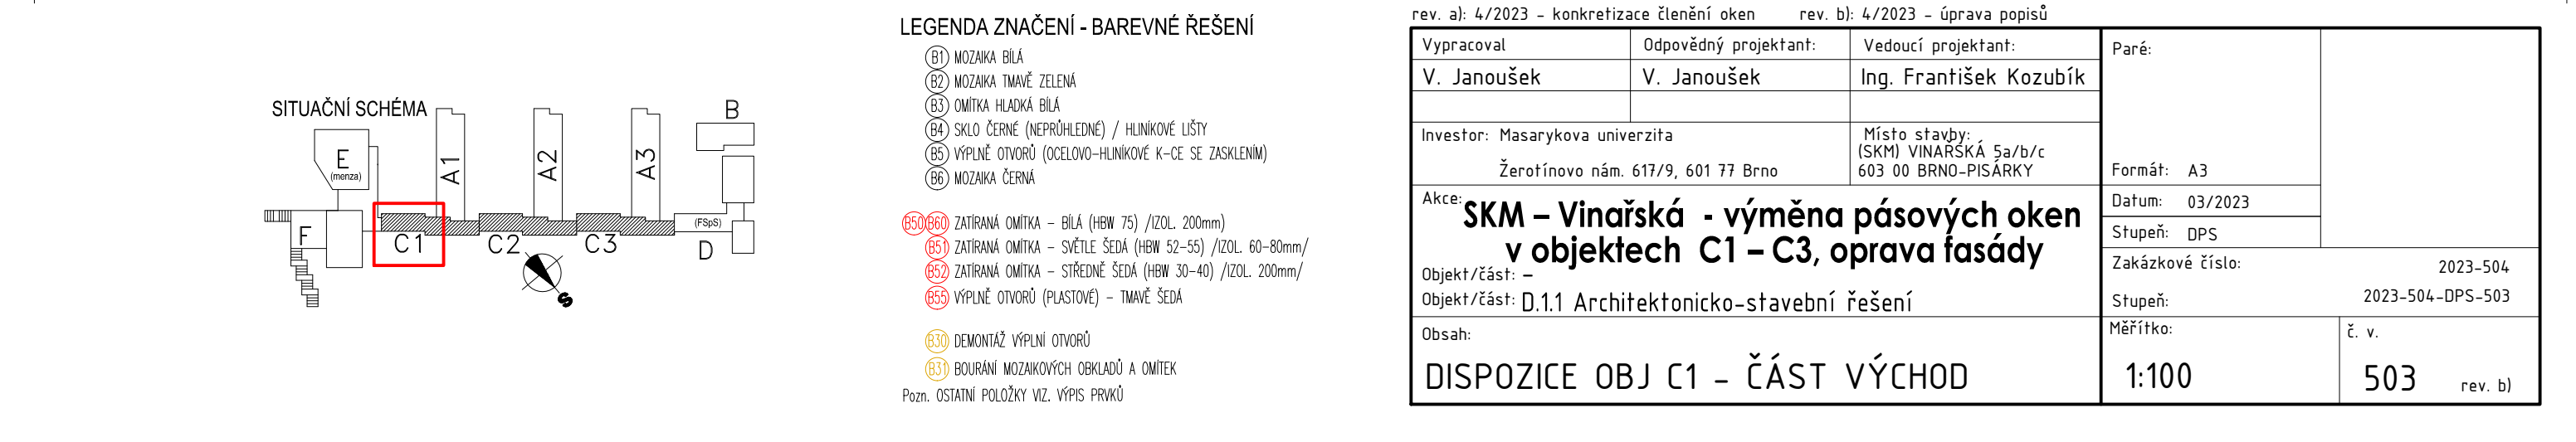 SITUAČNÍ SCHÉMA
E
(menza)
A1
A2
A3
B
F
C1
C2
C3
(FSpS)
D
S
LEGENDA ZNAČENÍ - BAREVNÉ ŘEŠENÍ
B1 MOZAIKA BÍLÁ
B2 MOZAIKA TMAVĚ ZELENÁ
B3 OMÍTKA HLADKÁ BÍLÁ
B4 SKLO ČERNÉ (NEPRŮHLEDNÉ) / HLINÍKOVÉ LIŠTY
B5 VÝPLNĚ OTVORŮ (OCELOVO-HLINÍKOVÉ K-CE SE ZASKLENÍM)
B6 MOZAIKA ČERNÁ
B50 B60 ZATÍRANÁ OMÍTKA - BÍLÁ (HBW 75) /IZOL. 200mm)
B51 ZATÍRANÁ OMÍTKA - SVĚTLE ŠEDÁ (HBW 52-55) /IZOL. 60-80mm/
B52 ZATÍRANÁ OMÍTKA - STŘEDNĚ ŠEDÁ (HBW 30-40) /IZOL. 200mm/
B55 VÝPLNĚ OTVORŮ (PLASTOVÉ) - TMAVĚ ŠEDÁ
B30 DEMONTÁŽ VÝPLNÍ OTVORŮ
B31 BOURÁNÍ MOZAIKOVÝCH OBKLADŮ A OMÍTEK
Pozn. OSTATNÍ POLOŽKY VIZ. VÝPIS PRVKŮ
rev. a): 4/2023 - konkretizace členění oken rev. b): 4/2023 - úprava popisů
Vypracoval Odpovědný projektant: Vedoucí projektant:
V. Janoušek V. Janoušek Ing. František Kozubík
Investor: Masarykova univerzita
Žerotínovo nám. 617/9, 601 77 Brno
Místo stavby:
(SKM) VINAŘSKÁ 5a/b/c
603 00 BRNO-PISÁRKY
Akce:
SKM – Vinařská - výměna pásových oken
v objektech C1 – C3, oprava fasády
Objekt/část: -
Objekt/část: D.1.1 Architektonicko-stavební řešení
Obsah:
DISPOZICE OBJ C1 - ČÁST VÝCHOD
Paré:
Formát: A3
Datum: 03/2023
Stupeň: DPS
Zakázkové číslo:
2023-504
Stupeň: 2023-504-DPS-503
Měřítko:
1:100
č. v.
503 rev. b)